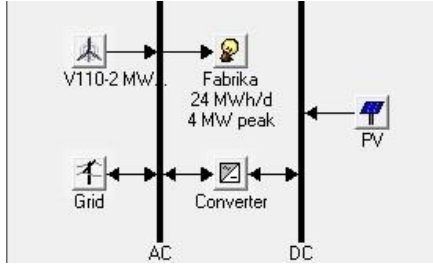 V110-2 MW...
Fabrika
24 MWh/d
4 MW peak
PV
Grid
Converter
AC
DC